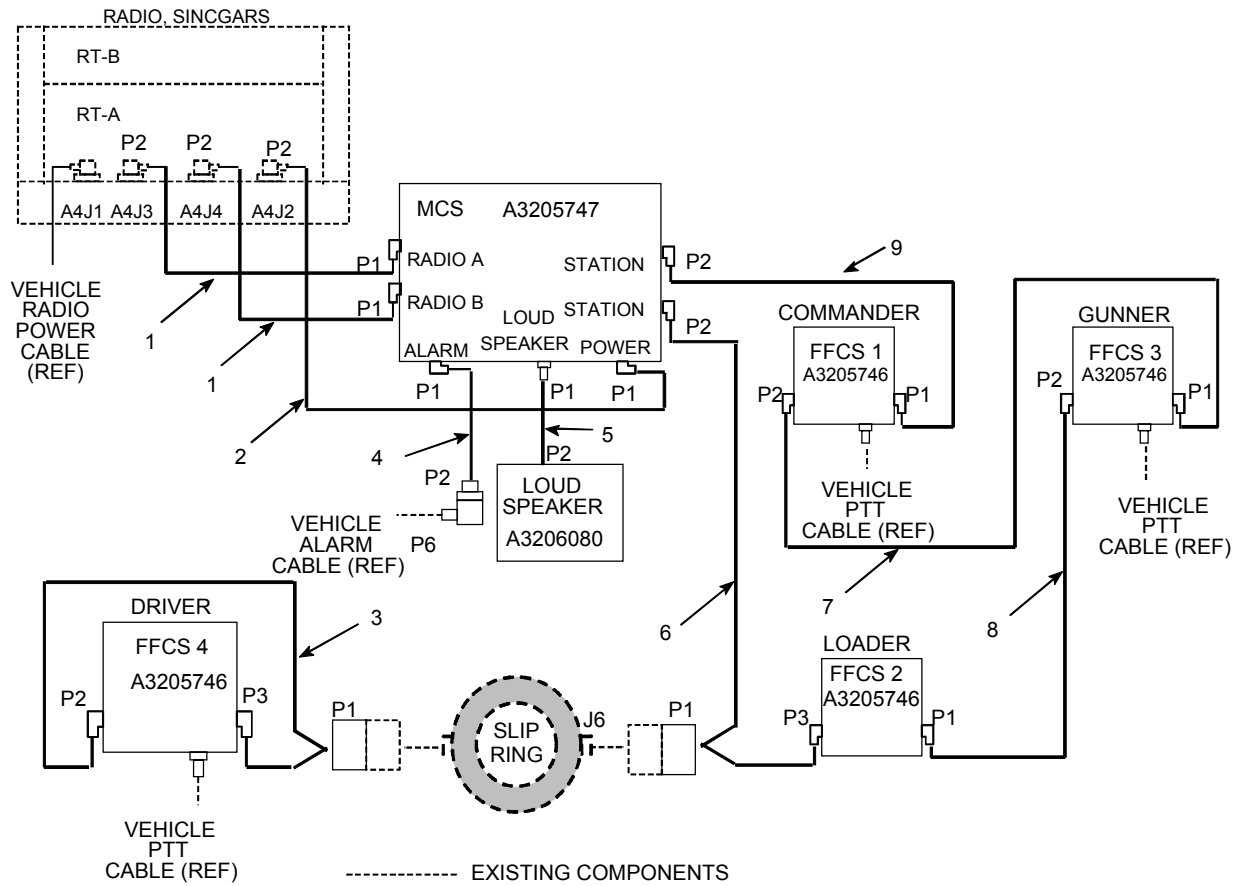 RADIO, SINCGARS
RT-B
RT-A
P2
P2
P2
A4J1
A4J3
A4J4
A4J2
VEHICLE
RADIO
POWER
CABLE
(REF)
1
1
2
P1
P1
MCS
A3205747
RADIO A
RADIO B
STATION
STATION
LOUD
SPEAKER
ALARM
POWER
P1
P1
P1
P2
P2
9
4
5
P2
P2
LOUD
SPEAKER
A3206080
VEHICLE
ALARM
CABLE (REF)
P6
COMMANDER
FFCS 1
A3205746
P2
P1
VEHICLE
PTT
CABLE (REF)
GUNNER
FFCS 3
A3205746
P2
P1
VEHICLE
PTT
CABLE (REF)
7
8
6
DRIVER
3
FFCS 4
A3205746
P2
P3
VEHICLE
PTT
CABLE (REF)
P1
SLIP
RING
J6
P1
LOADER
FFCS 2
A3205746
P3
P1
EXISTING COMPONENTS